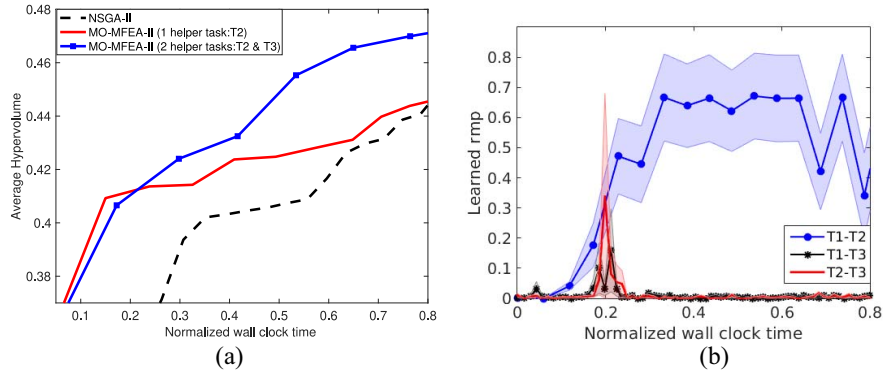 0.48
0.46
0.44
0.42
0.4
0.38
Average Hypervolume
NSGA-II
MO-MFEA-II (1 helper task:T2)
MO-MFEA-II (2 helper tasks:T2 & T3)
0.1 0.2 0.3 0.4 0.5 0.6 0.7 0.8
Normalized wall clock time
(a)
0.8
0.7
0.6
0.5
0.4
0.3
0.2
0.1
0
Learned rmp
T1-T2
T1-T3
T2-T3
0 0.2 0.4 0.6 0.8
Normalized wall clock time
(b)